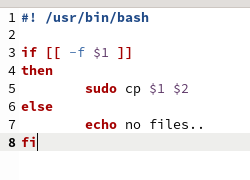 1 #! /usr/bin/bash
2
3 if [[ -f $1 ]]
4 then
5         sudo cp $1 $2
6 else
7         echo no files..
8 fi